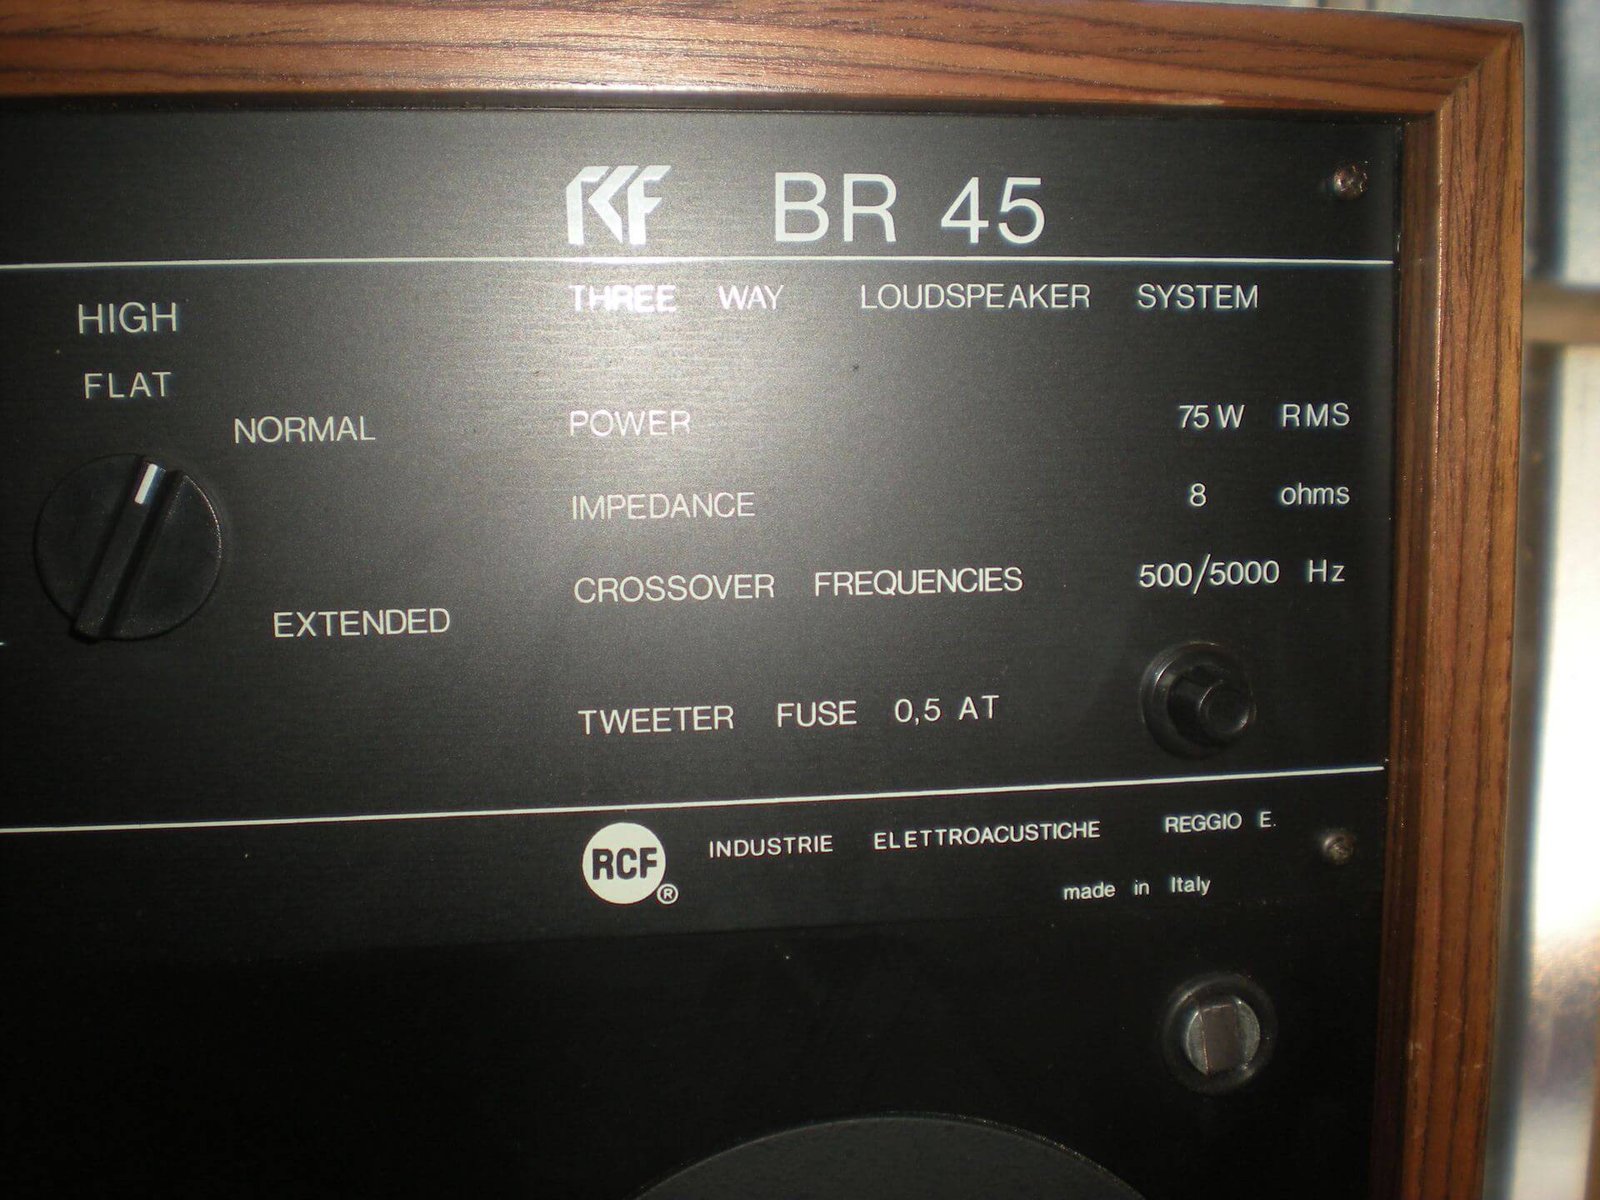 RCF BR 45
THREE WAY LOUDSPEAKER SYSTEM
HIGH
FLAT
NORMAL
EXTENDED
POWER 75 W RMS
IMPEDANCE 8 ohms
CROSSOVER FREQUENCIES 500/5000 Hz
TWEETER FUSE 0,5 AT
RCF® INDUSTRIE ELETTROACUSTICHE REGGIO E.
made in Italy